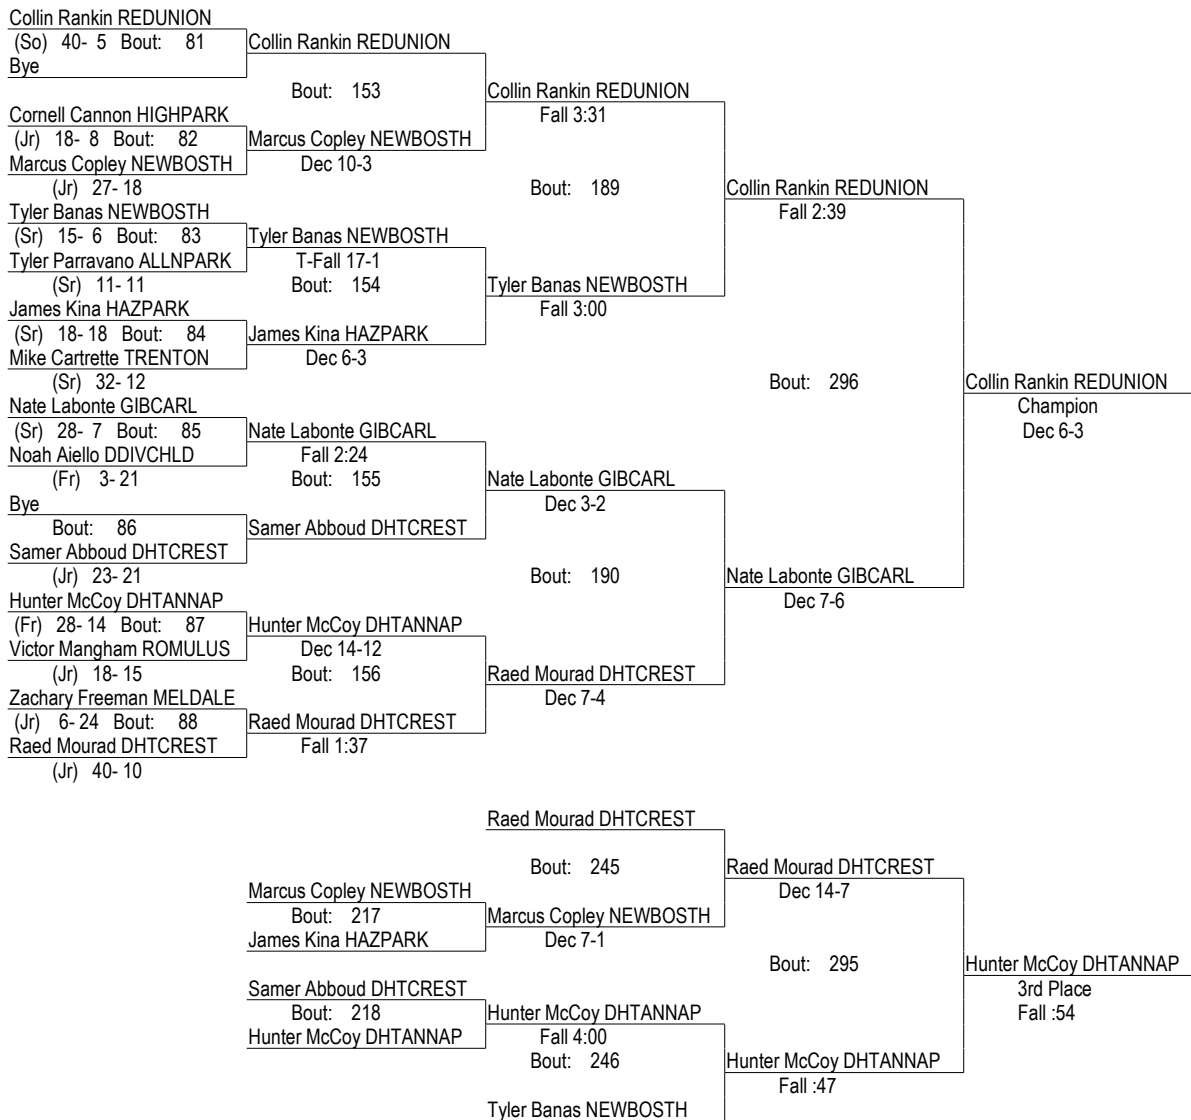 Collin Rankin REDUNION
(So) 40- 5 Bout: 81
Collin Rankin REDUNION
Bye
Bout: 153
Collin Rankin REDUNION
Cornell Cannon HIGHPARK
Fall 3:31
(Jr) 18- 8 Bout: 82
Marcus Copley NEWBOSTH
Marcus Copley NEWBOSTH
Dec 10-3
(Jr) 27- 18
Bout: 189
Collin Rankin REDUNION
Tyler Banas NEWBOSTH
Fall 2:39
(Sr) 15- 6 Bout: 83
Tyler Banas NEWBOSTH
Tyler Parravano ALLNPARK
T-Fall 17-1
(Sr) 11- 11
Bout: 154
Tyler Banas NEWBOSTH
James Kina HAZPARK
Fall 3:00
(Sr) 18- 18 Bout: 84
James Kina HAZPARK
Mike Cartrette TRENTON
Dec 6-3
(Sr) 32- 12
Bout: 296
Collin Rankin REDUNION
Nate Labonte GIBCARL
Champion
(Sr) 28- 7 Bout: 85
Nate Labonte GIBCARL
Dec 6-3
Noah Aiello DDIVCHLD
Fall 2:24
(Fr) 3- 21
Bout: 155
Nate Labonte GIBCARL
Bye
Dec 3-2
Bout: 86
Samer Abboud DHTCREST
Samer Abboud DHTCREST
(Jr) 23- 21
Bout: 190
Nate Labonte GIBCARL
Hunter McCoy DHTANNAP
Dec 7-6
(Fr) 28- 14 Bout: 87
Hunter McCoy DHTANNAP
Victor Mangham ROMULUS
Dec 14-12
(Jr) 18- 15
Bout: 156
Raed Mourad DHTCREST
Zachary Freeman MELDALE
Dec 7-4
(Jr) 6- 24 Bout: 88
Raed Mourad DHTCREST
Raed Mourad DHTCREST
Fall 1:37
(Jr) 40- 10
Raed Mourad DHTCREST
Bout: 245
Raed Mourad DHTCREST
Marcus Copley NEWBOSTH
Dec 14-7
Bout: 217
Marcus Copley NEWBOSTH
James Kina HAZPARK
Dec 7-1
Bout: 295
Hunter McCoy DHTANNAP
Samer Abboud DHTCREST
3rd Place
Bout: 218
Hunter McCoy DHTANNAP
Fall :54
Hunter McCoy DHTANNAP
Fall 4:00
Bout: 246
Hunter McCoy DHTANNAP
Fall :47
Tyler Banas NEWBOSTH